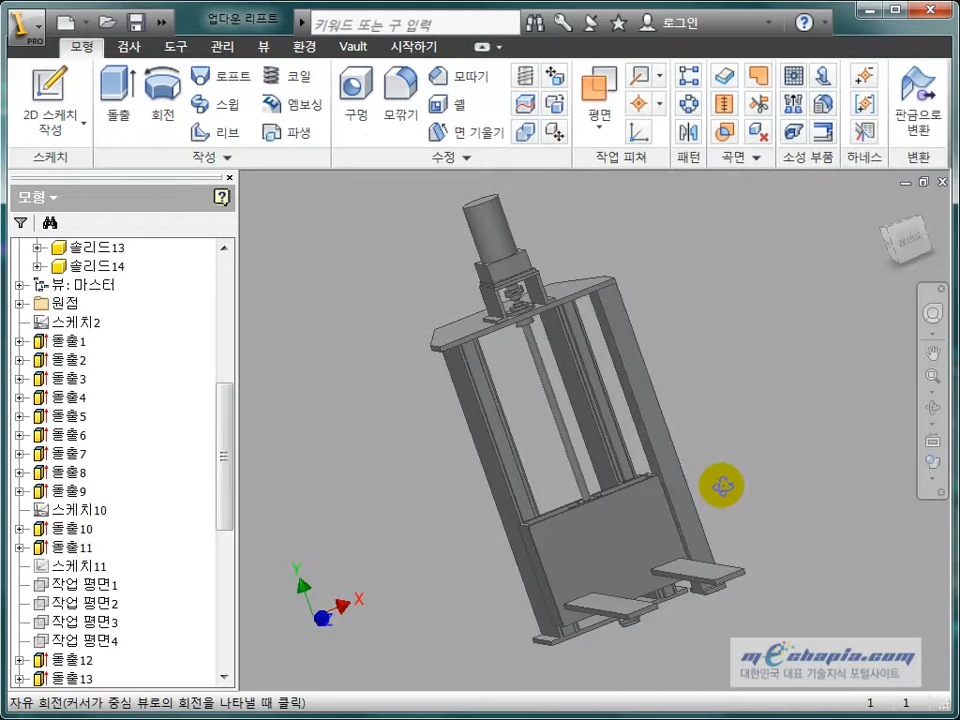 PRO
업다운 리프트
키워드 또는 구 입력
로그인
모형 검사 도구 관리 뷰 환경 Vault 시작하기
2D 스케치
작성
스케치
돌출
회전
로프트
스윕
리브
코일
엠보싱
파생
작성
구멍
모깎기
모따기
쉘
면 기울기
수정
평면
작업 피쳐
패턴
곡면
소성 부품
하네스
판금으로
변환
변환
모형
솔리드13
솔리드14
뷰: 마스터
원점
스케치2
돌출1
돌출2
돌출3
돌출4
돌출5
돌출6
돌출7
돌출8
돌출9
스케치10
돌출10
돌출11
스케치11
작업 평면1
작업 평면2
작업 평면3
작업 평면4
돌출12
돌출13
Y
X
mechapia.com
대한민국 대표 기술지식 포털사이트
자유 회전(커서가 중심 뷰로의 회전을 나타낼 때 클릭)
1 1